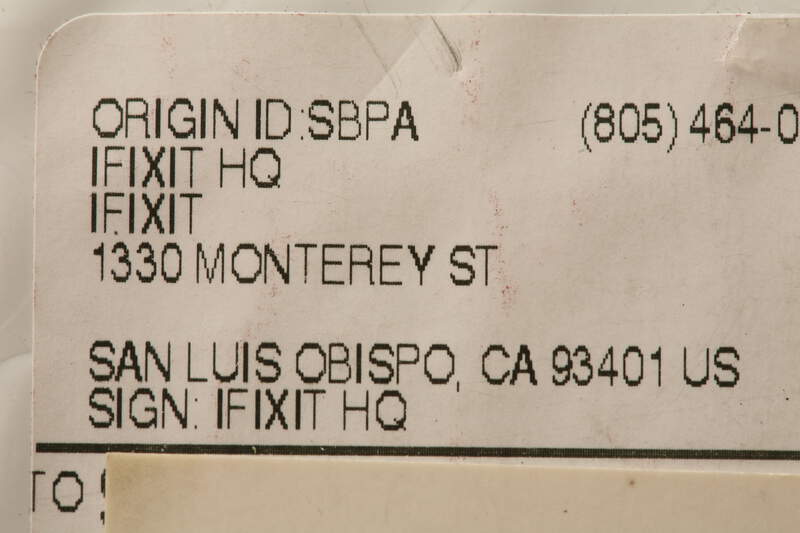 ORIGIN ID:SBPA (805) 464-0
IFIXIT HQ
IFIXIT
1330 MONTEREY ST
SAN LUIS OBISPO, CA 93401 US
SIGN: IFIXIT HQ
TO